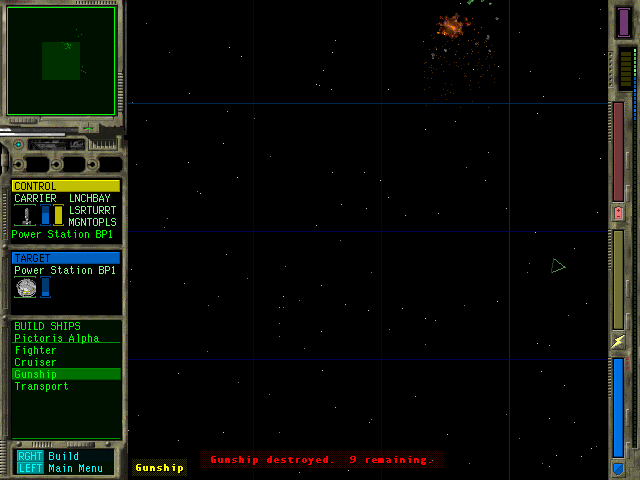 CONTROL
CARRIER LNCHBAY
LSRTURRT
MGNTOPLS
Power Station BP1
TARGET
Power Station BP1
BUILD SHIPS
Pictoris Alpha
Fighter
Cruiser
Gunship
Transport
RGHT Build
LEFT Main Menu
Gunship
Gunship destroyed. 9 remaining.